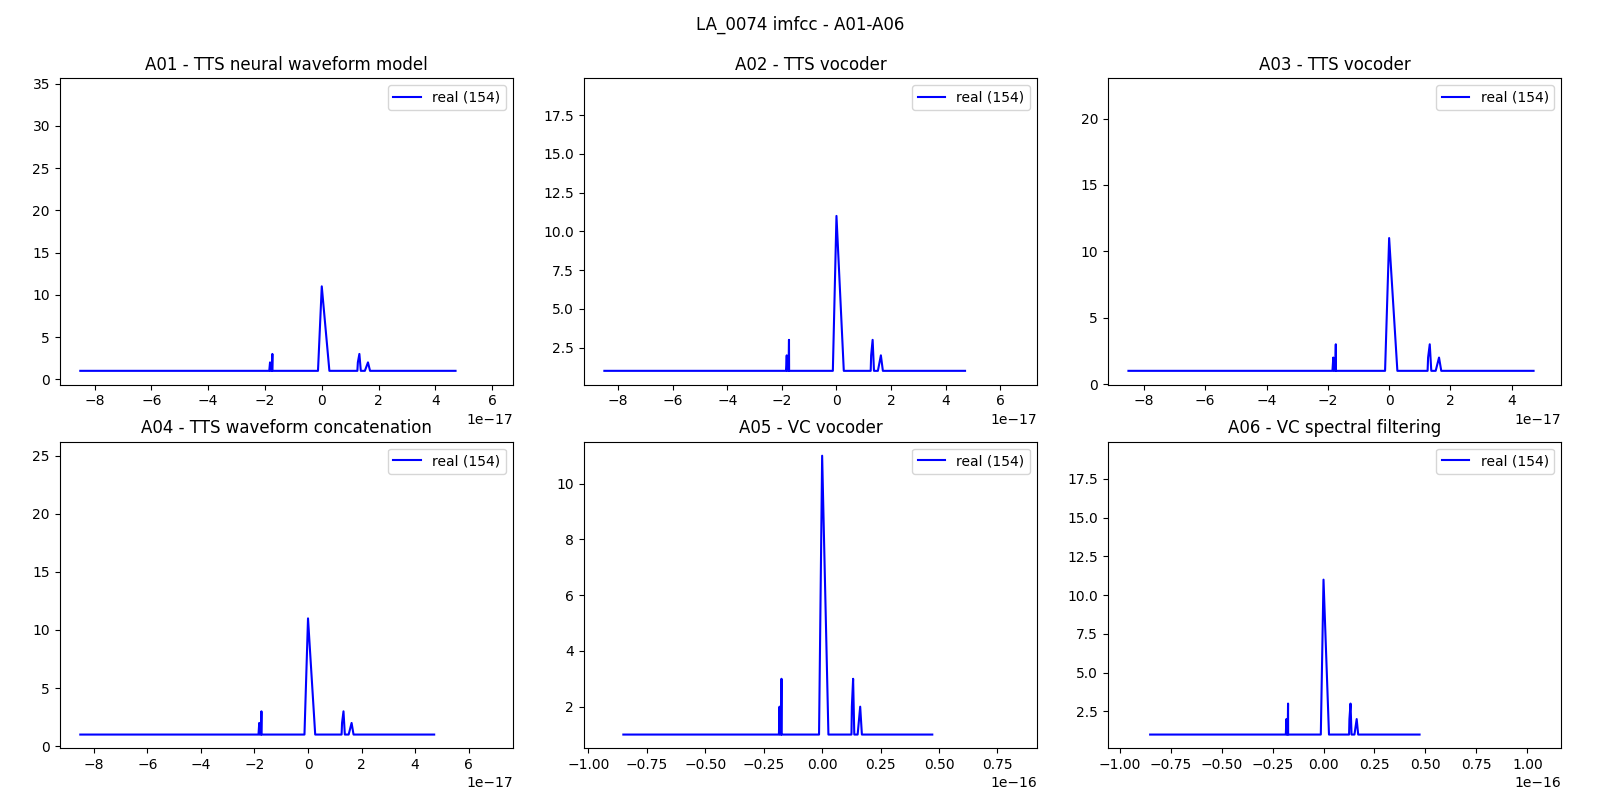 LA_0074 imfcc - A01-A06
A01 - TTS neural waveform model
35
30
25
20
15
10
5
0
real (154)
−8 −6 −4 −2 0 2 4 6
1e−17
A02 - TTS vocoder
17.5
15.0
12.5
10.0
7.5
5.0
2.5
real (154)
−8 −6 −4 −2 0 2 4 6
1e−17
A03 - TTS vocoder
20
15
10
5
0
real (154)
−8 −6 −4 −2 0 2 4
1e−17
A04 - TTS waveform concatenation
25
20
15
10
5
0
real (154)
−8 −6 −4 −2 0 2 4 6
1e−17
A05 - VC vocoder
10
8
6
4
2
real (154)
−1.00 −0.75 −0.50 −0.25 0.00 0.25 0.50 0.75
1e−16
A06 - VC spectral filtering
17.5
15.0
12.5
10.0
7.5
5.0
2.5
real (154)
−1.00 −0.75 −0.50 −0.25 0.00 0.25 0.50 0.75 1.00
1e−16